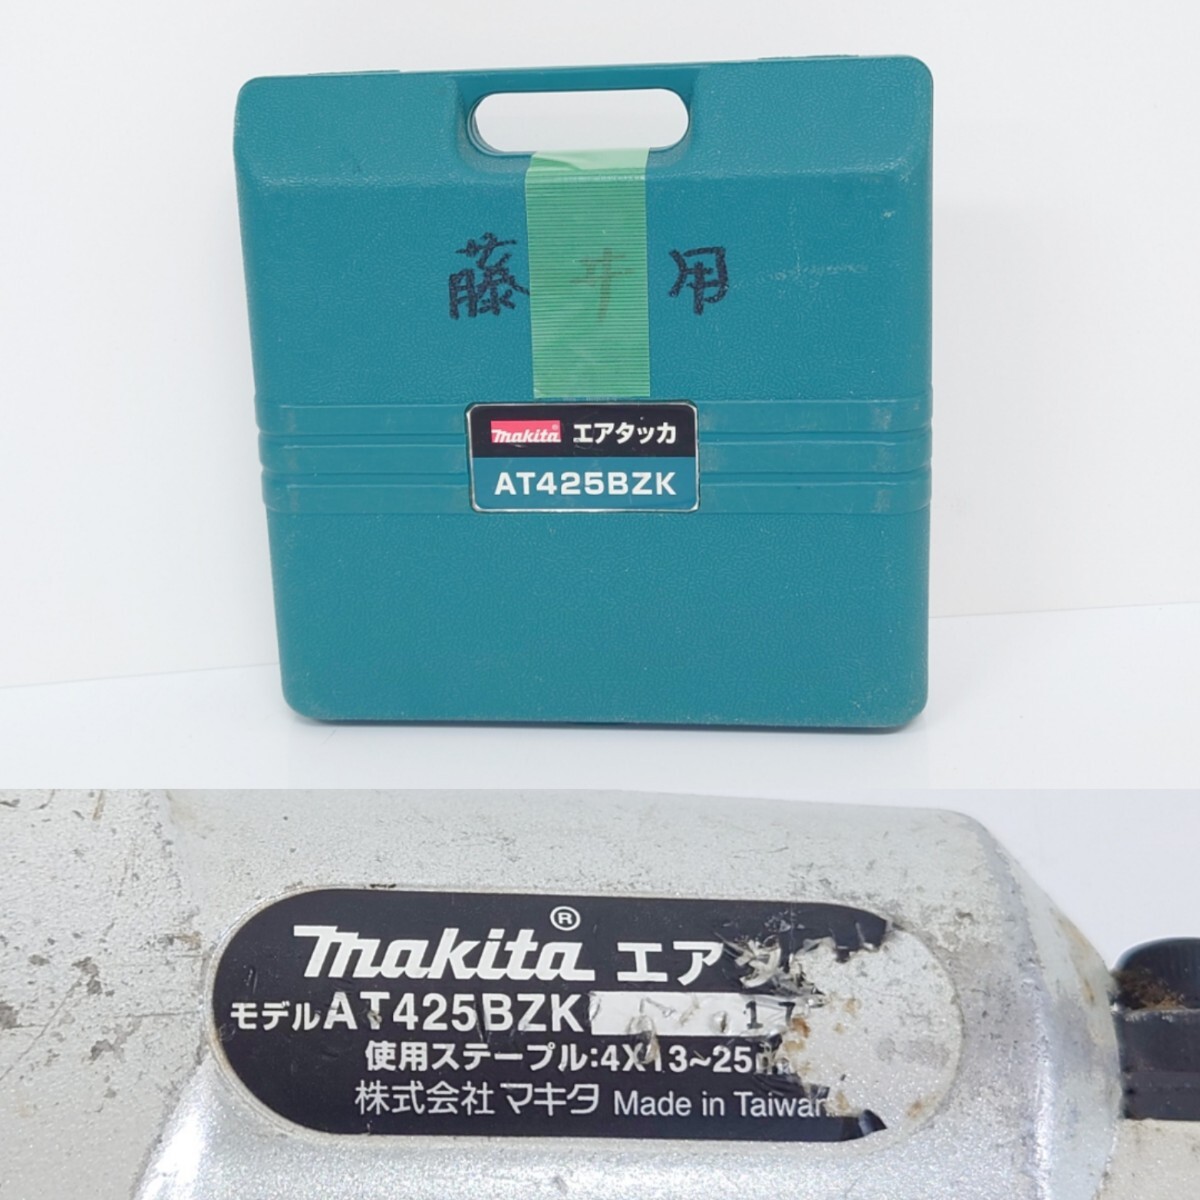 藤井用
makita® エアタッカ
AT425BZK
makita® エア
モデルAT425BZK 17
使用ステープル:4X13~25m
株式会社 マキタ Made in Taiwan